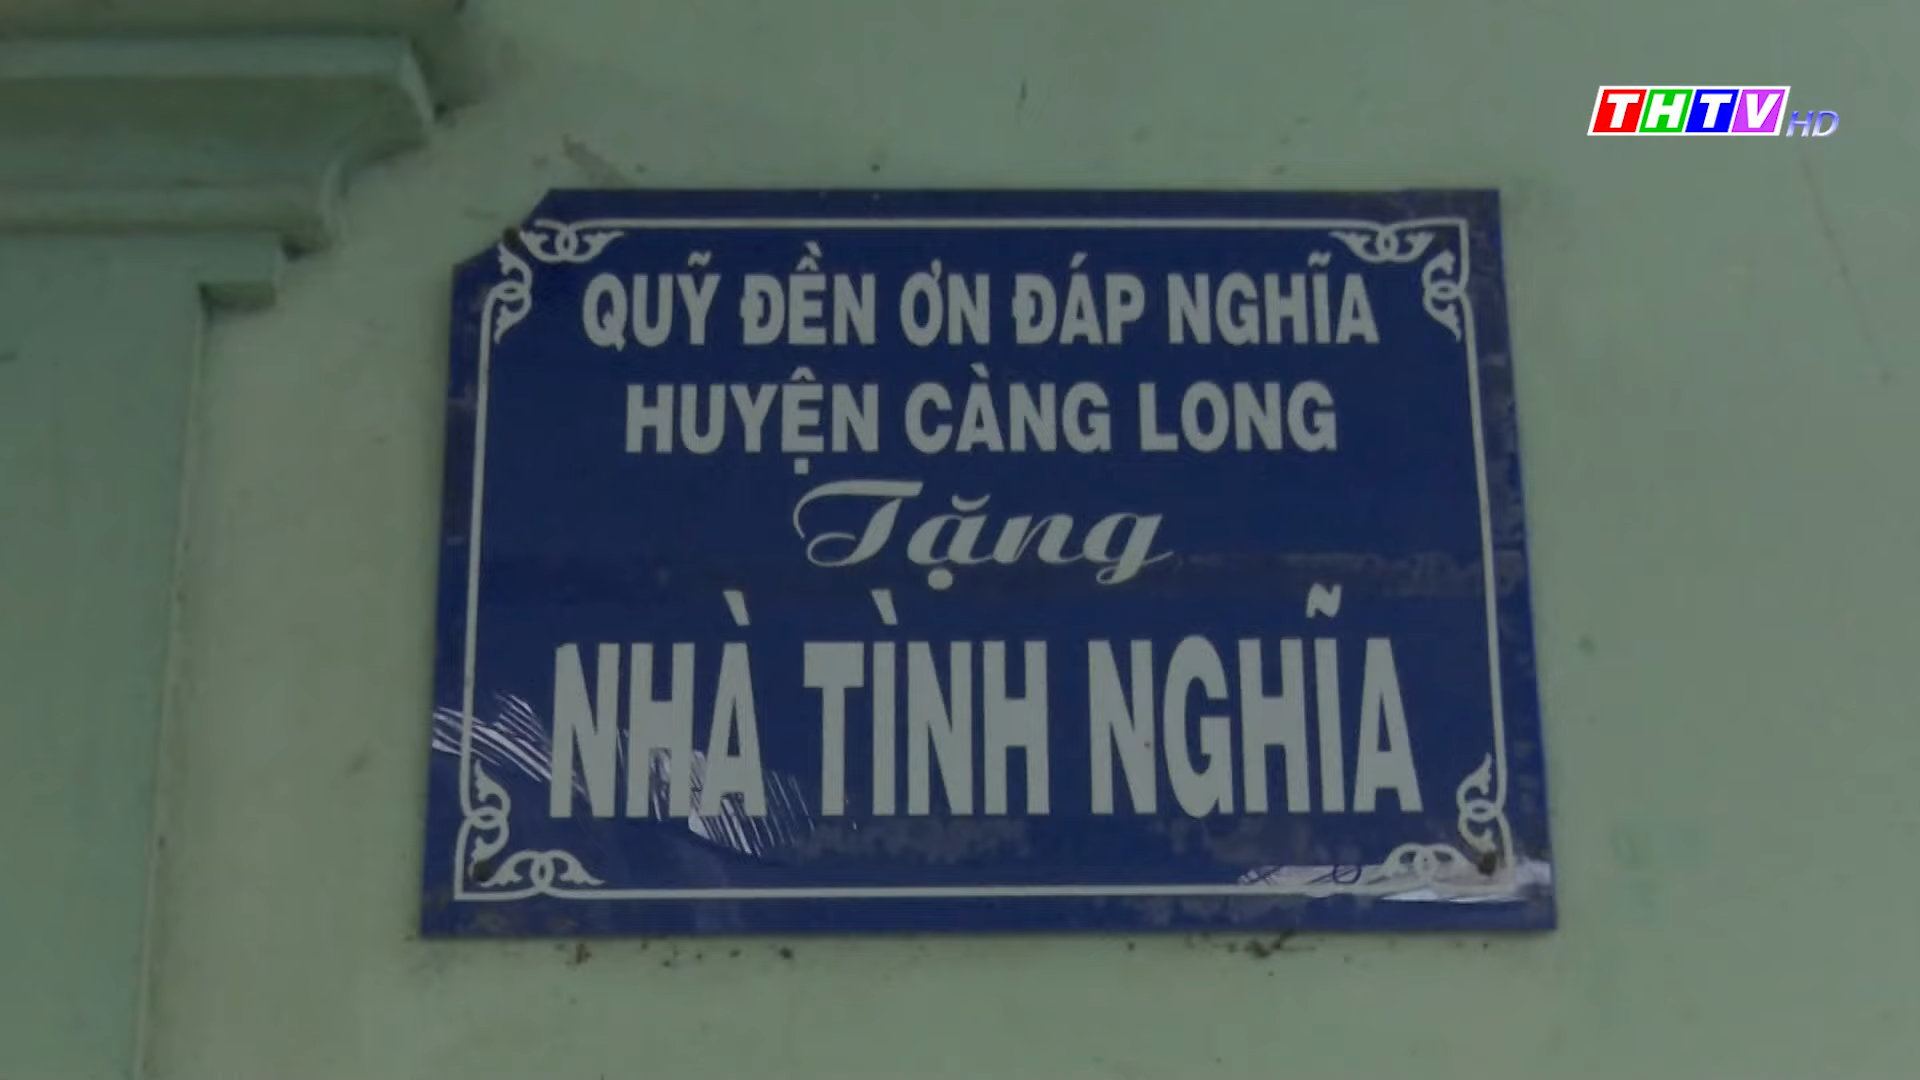 THTV HD
QUỸ ĐỀN ƠN ĐÁP NGHĨA
HUYỆN CÀNG LONG
Tặng
NHÀ TÌNH NGHĨA